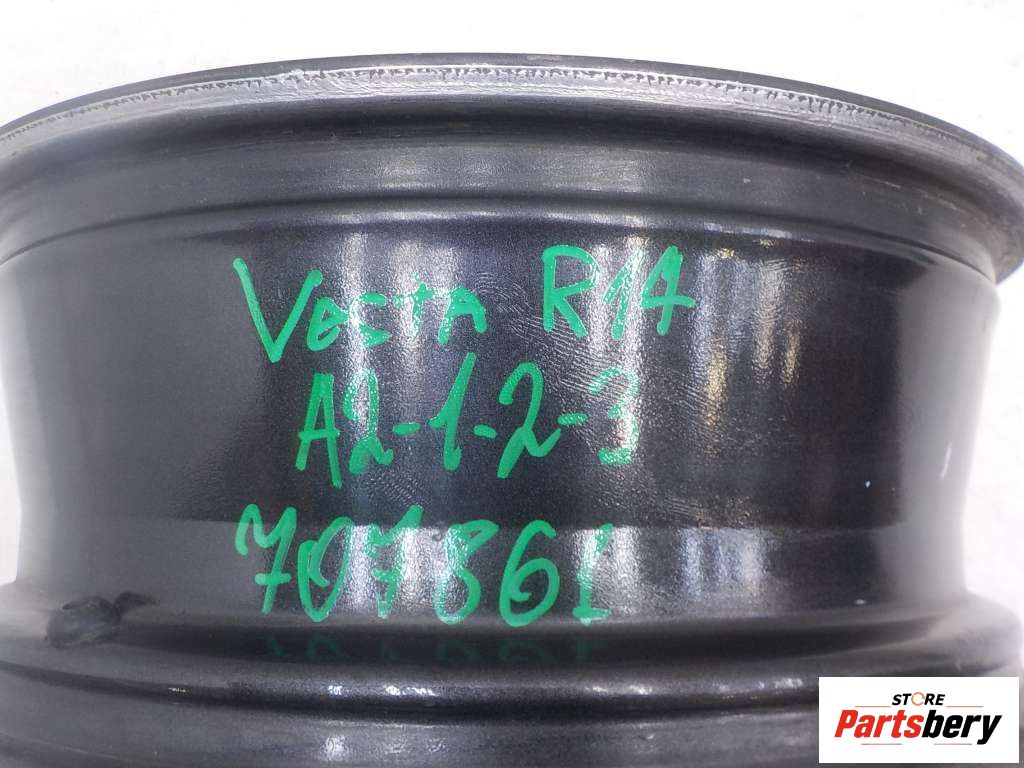 Vesta R14
A2-1-2-3
707861
STORE
Partsbery